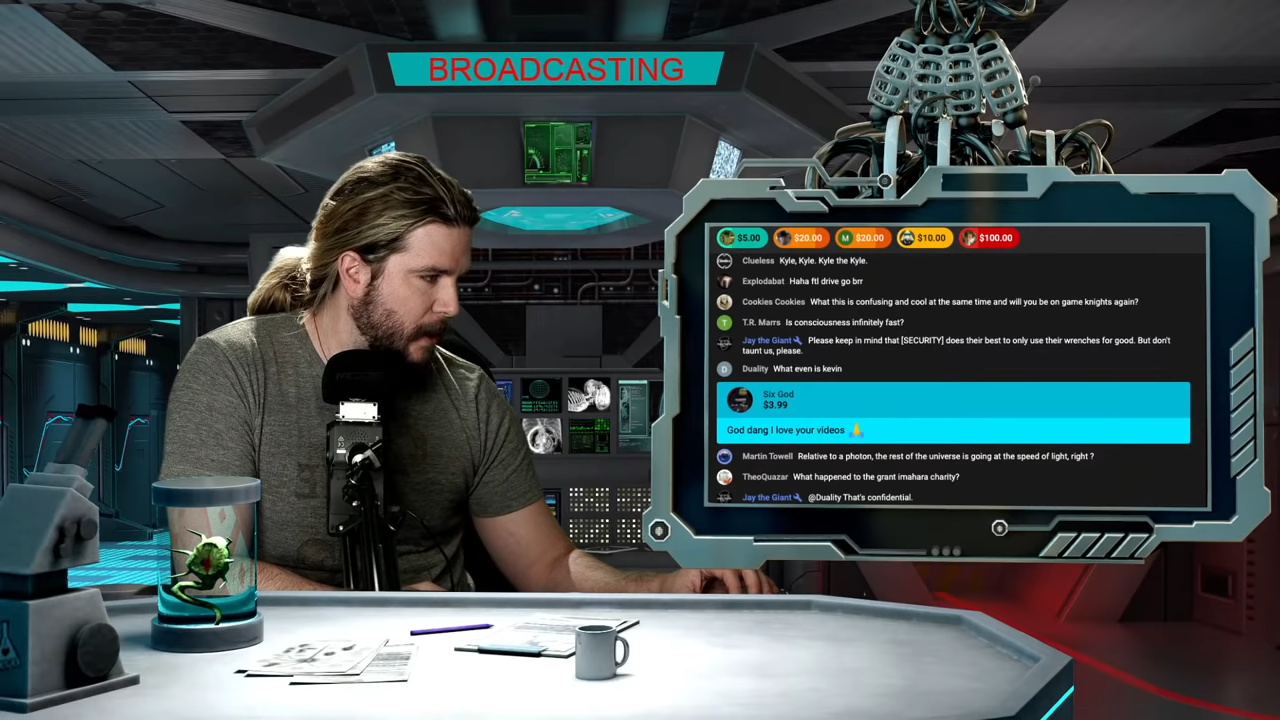 BROADCASTING
$5.00 $20.00 M $20.00 $10.00 $100.00
Clueless Kyle, Kyle. Kyle the Kyle.
Explodabat Haha ftl drive go brr
Cookies Cookies What this is confusing and cool at the same time and will you be on game knights again?
T T.R. Marrs Is consciousness infinitely fast?
Jay the Giant Please keep in mind that [SECURITY] does their best to only use their wrenches for good. But don't
taunt us, please.
D Duality What even is kevin
Six God
$3.99
God dang I love your videos 🙏
Martin Towell Relative to a photon, the rest of the universe is going at the speed of light, right ?
TheoQuazar What happened to the grant imahara charity?
Jay the Giant @Duality That's confidential.